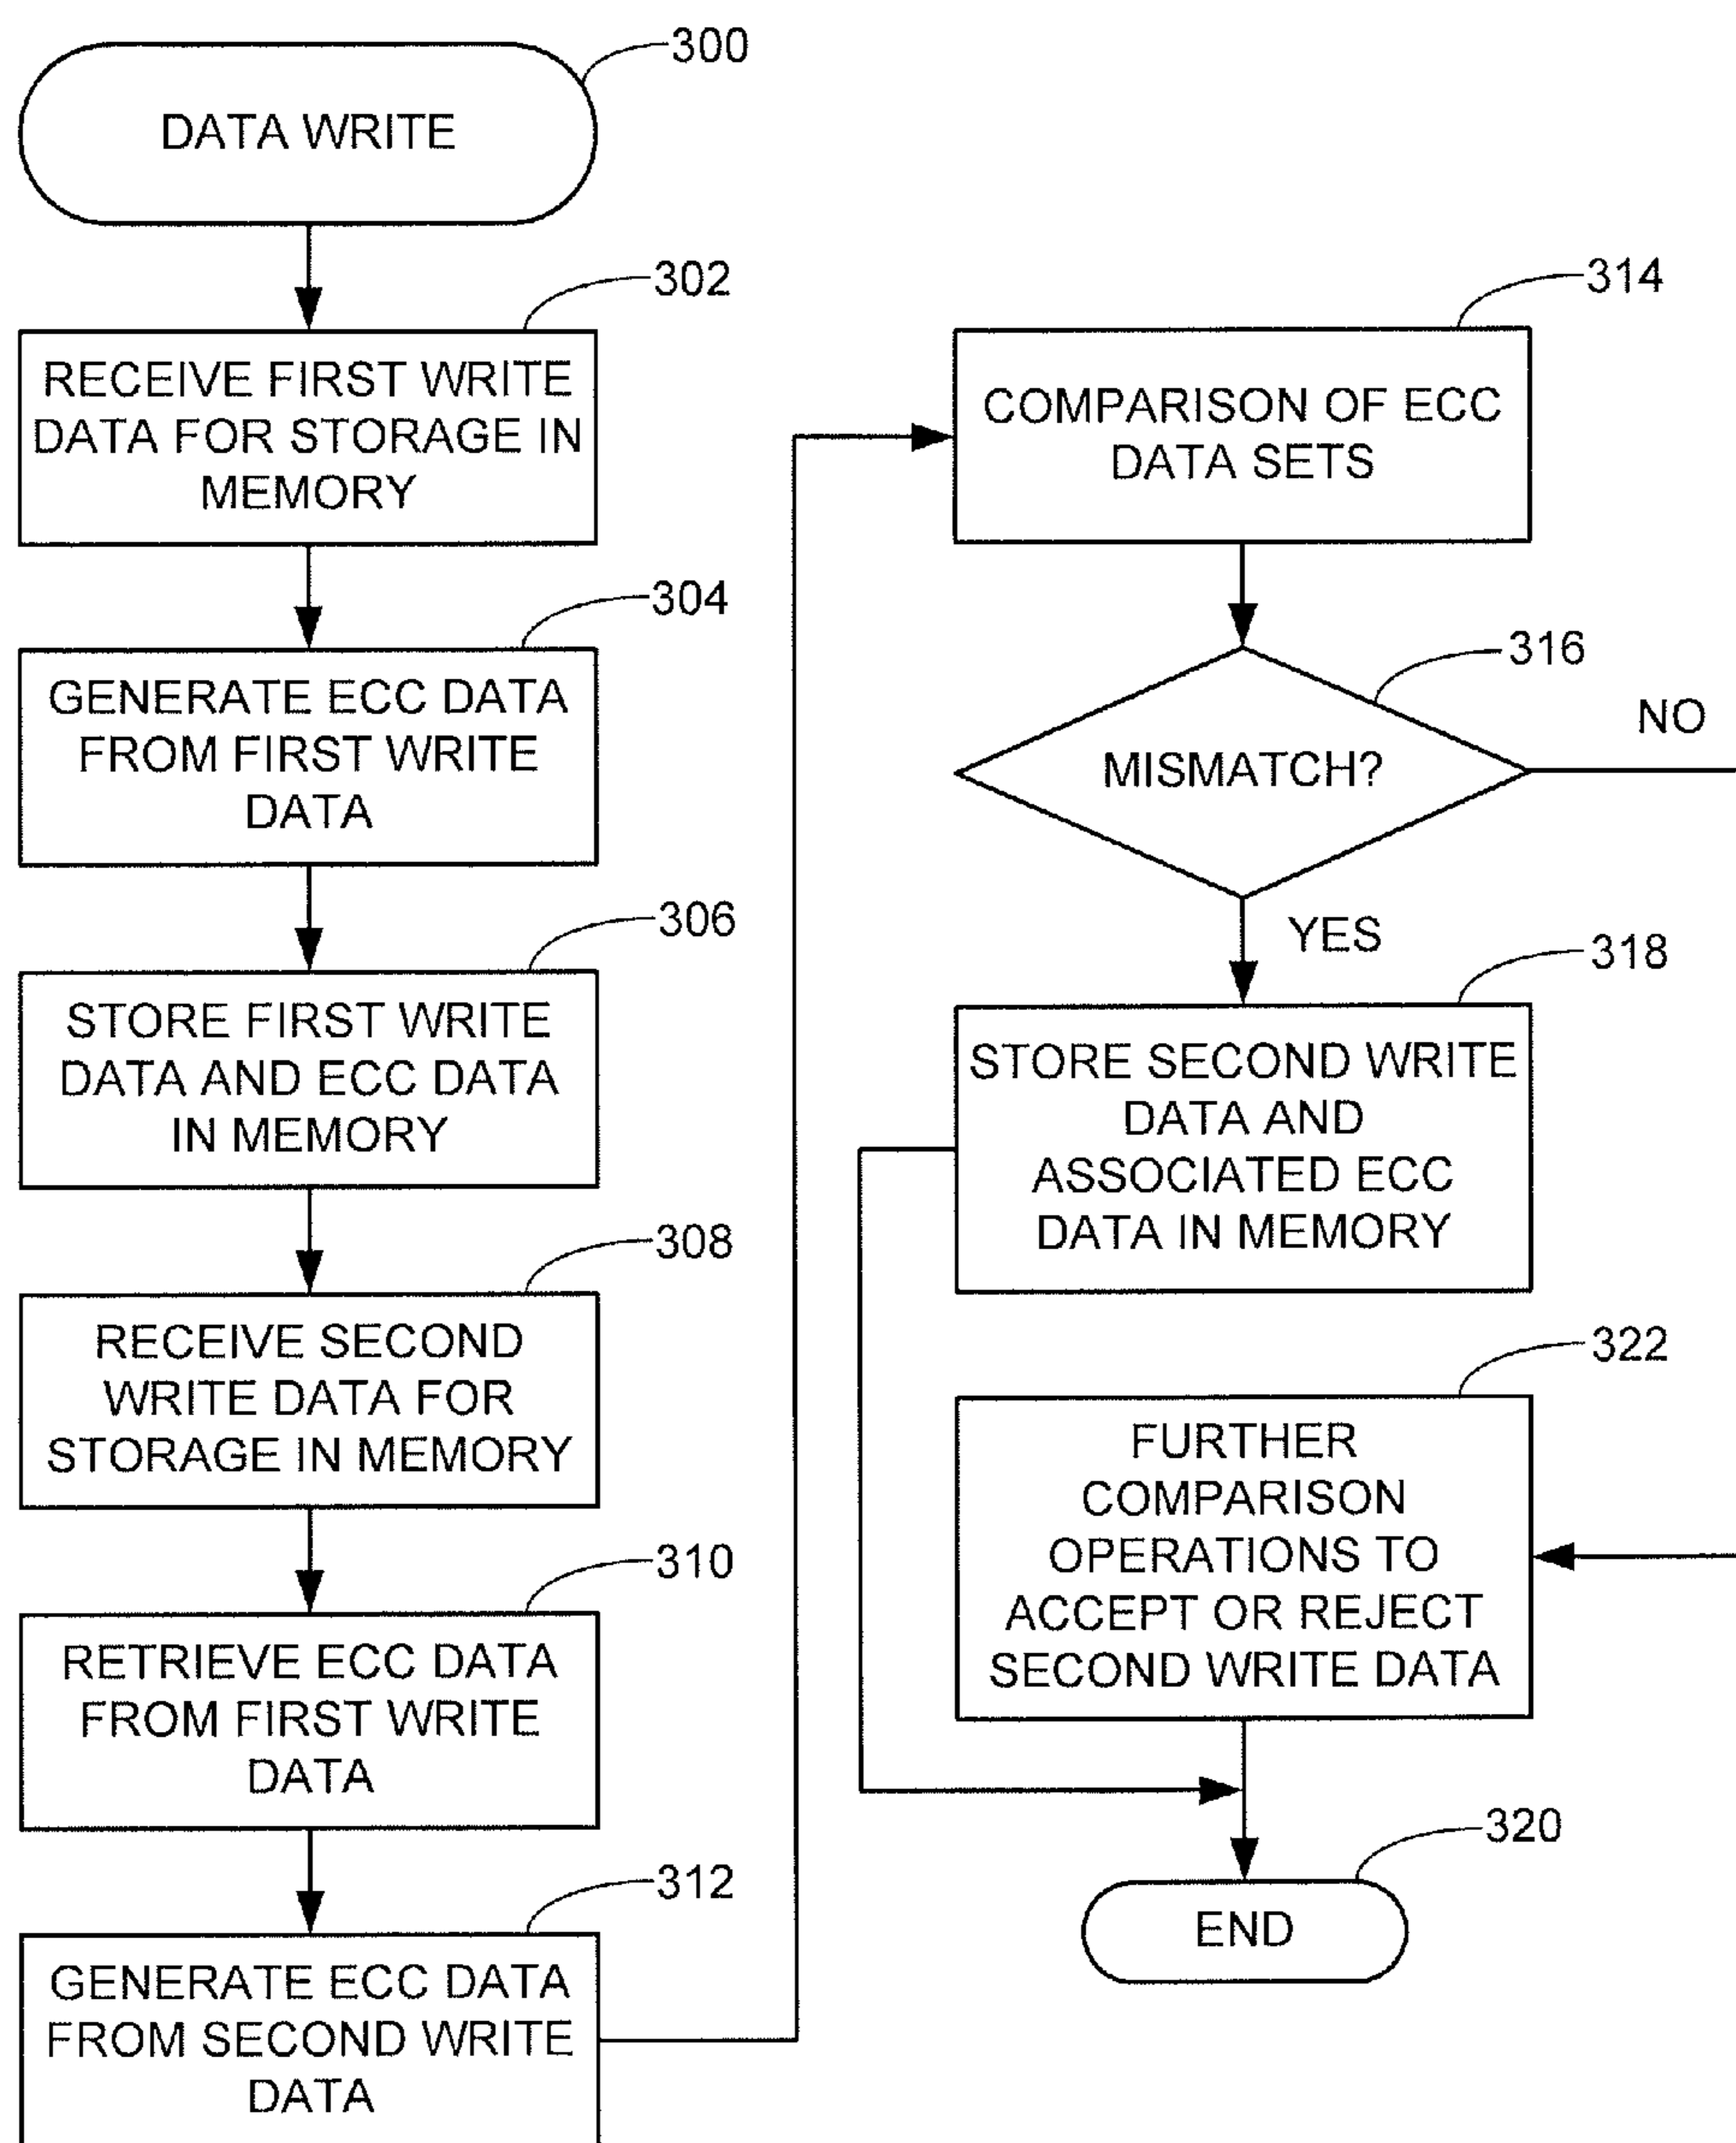 300
DATA WRITE
302
RECEIVE FIRST WRITE
DATA FOR STORAGE IN
MEMORY
304
GENERATE ECC DATA
FROM FIRST WRITE
DATA
306
STORE FIRST WRITE
DATA AND ECC DATA
IN MEMORY
308
RECEIVE SECOND
WRITE DATA FOR
STORAGE IN MEMORY
310
RETRIEVE ECC DATA
FROM FIRST WRITE
DATA
312
GENERATE ECC DATA
FROM SECOND WRITE
DATA
314
COMPARISON OF ECC
DATA SETS
316
MISMATCH?
NO
YES
318
STORE SECOND WRITE
DATA AND
ASSOCIATED ECC
DATA IN MEMORY
322
FURTHER
COMPARISON
OPERATIONS TO
ACCEPT OR REJECT
SECOND WRITE DATA
320
END